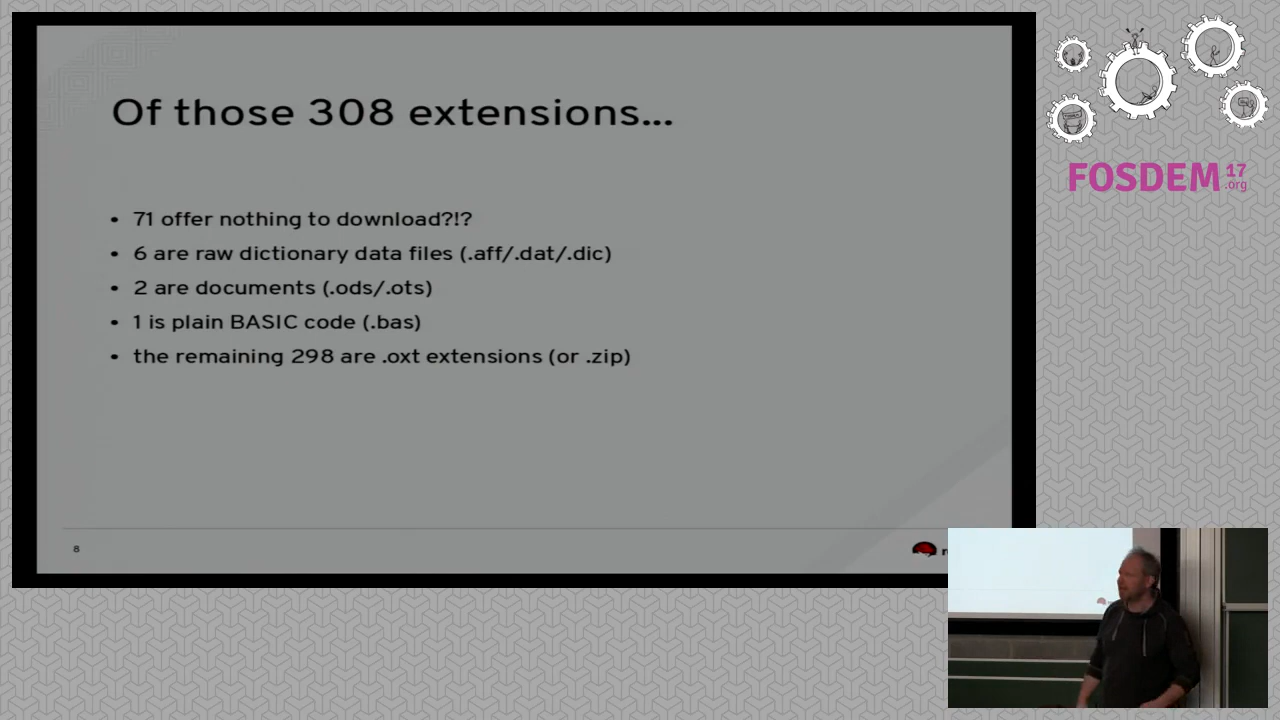 Of those 308 extensions...
• 71 offer nothing to download?!?
• 6 are raw dictionary data files (.aff/.dat/.dic)
• 2 are documents (.ods/.ots)
• 1 is plain BASIC code (.bas)
• the remaining 298 are .oxt extensions (or .zip)
8
FOSDEM 17
.org